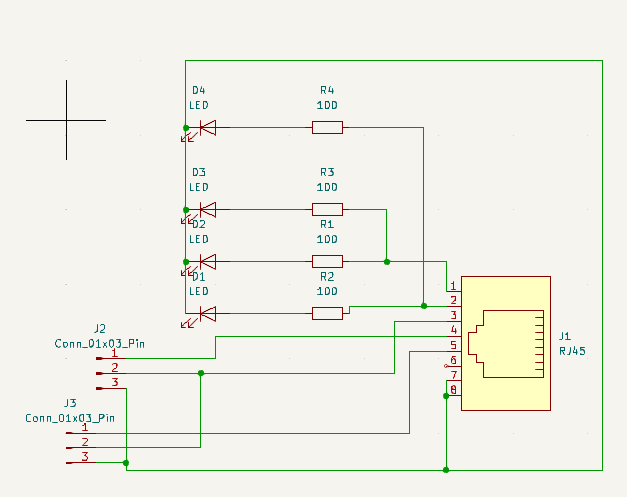 D4
LED
R4
100
D3
LED
R3
100
D2
LED
R1
100
D1
LED
R2
100
J2
Conn_01x03_Pin
1
2
3
J3
Conn_01x03_Pin
1
2
3
1
2
3
4
5
6
7
8
J1
RJ45